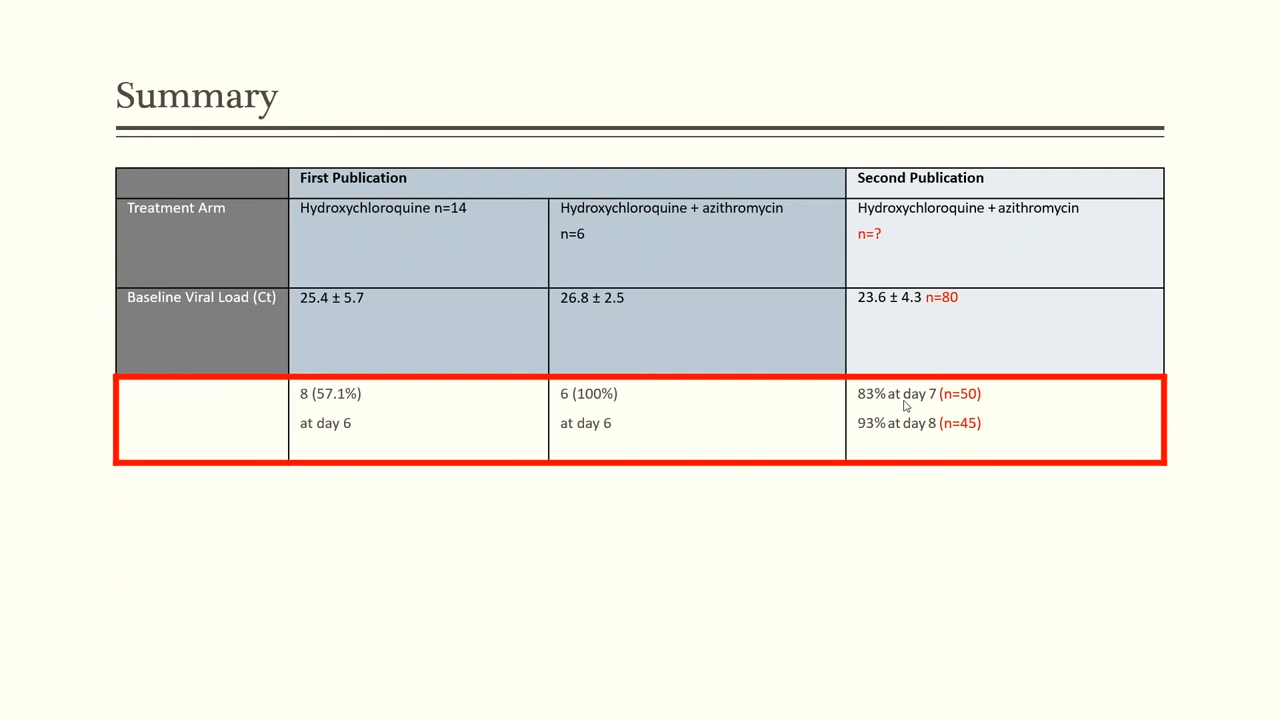 Summary
First Publication
Second Publication
Treatment Arm
Hydroxychloroquine n=14
Hydroxychloroquine + azithromycin
n=6
Hydroxychloroquine + azithromycin
n=?
Baseline Viral Load (Ct)
25.4 ± 5.7
26.8 ± 2.5
23.6 ± 4.3 n=80
8 (57.1%)
at day 6
6 (100%)
at day 6
83% at day 7 (n=50)
93% at day 8 (n=45)